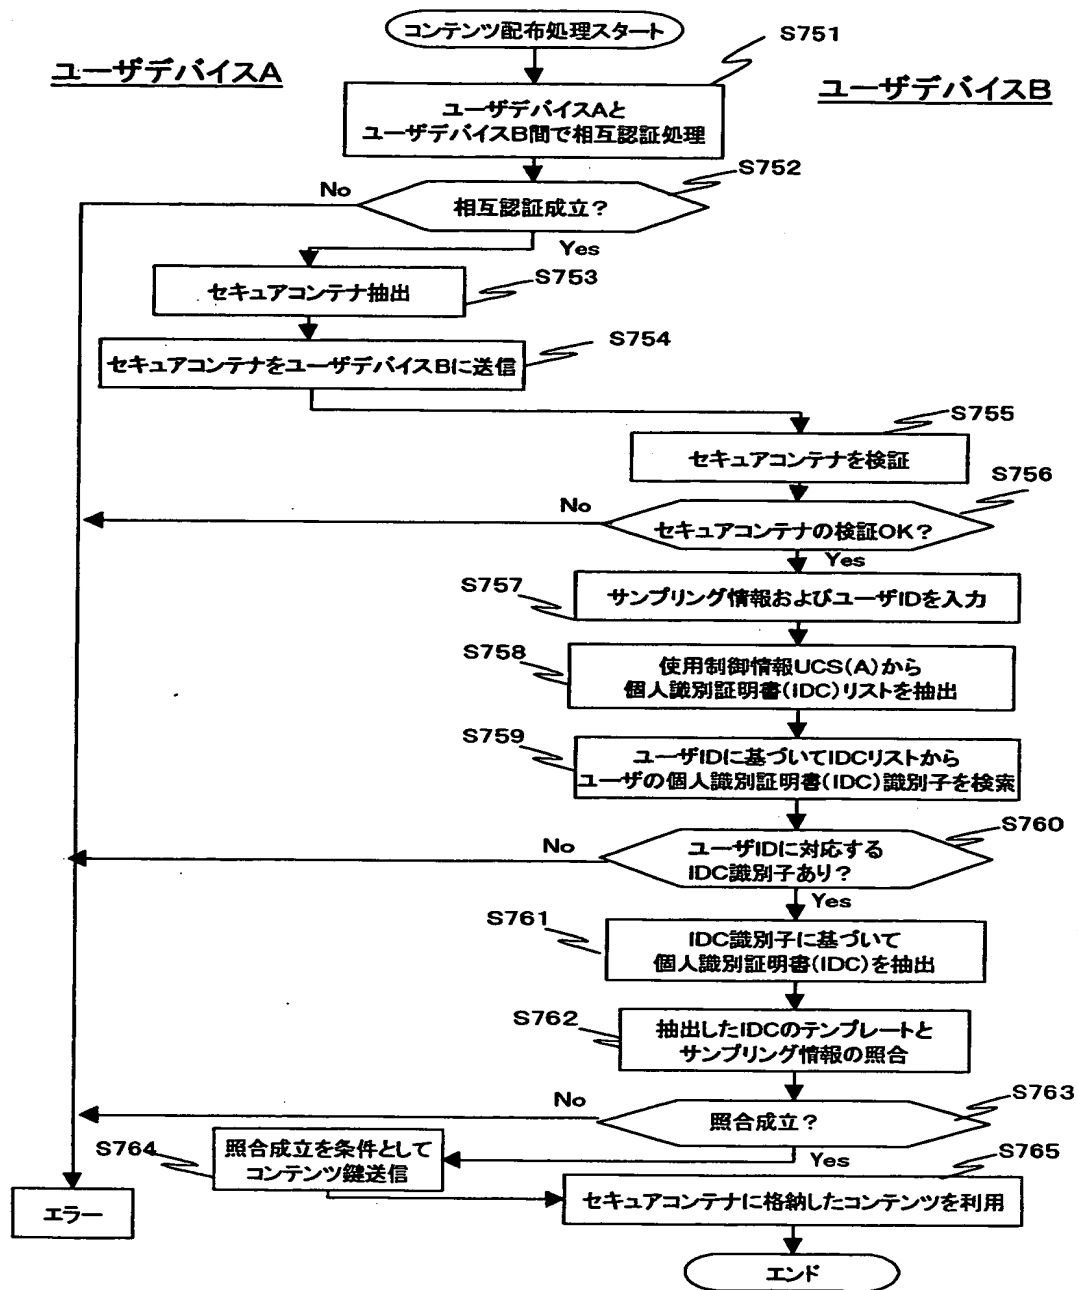 コンテンツ配布処理スタート
S751
ユーザデバイスA
ユーザデバイスB
ユーザデバイスAと
ユーザデバイスB間で相互認証処理
S752
No
相互認証成立？
Yes
S753
セキュアコンテナ抽出
S754
セキュアコンテナをユーザデバイスBに送信
S755
セキュアコンテナを検証
S756
No
セキュアコンテナの検証OK？
Yes
S757
サンプリング情報およびユーザIDを入力
S758
使用制御情報UCS(A)から
個人識別証明書(IDC)リストを抽出
S759
ユーザIDに基づいてIDCリストから
ユーザの個人識別証明書(IDC)識別子を検索
S760
No
ユーザIDに対応する
IDC識別子あり？
Yes
S761
IDC識別子に基づいて
個人識別証明書(IDC)を抽出
S762
抽出したIDCのテンプレートと
サンプリング情報の照合
S763
No
照合成立？
Yes
S764
照合成立を条件として
コンテンツ鍵送信
S765
セキュアコンテナに格納したコンテンツを利用
エラー
エンド